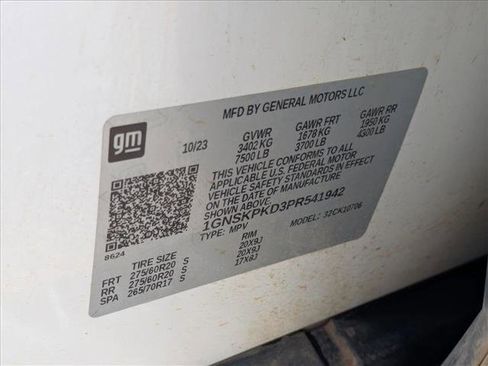 gm
MFD BY GENERAL MOTORS LLC
10/23 GVWR GAWR FRT GAWR RR
3402 KG 1678 KG 1950 KG
7500 LB 3700 LB 4300 LB
THIS VEHICLE CONFORMS TO ALL
APPLICABLE U.S. FEDERAL MOTOR
VEHICLE SAFETY STANDARDS IN EFFECT
ON THE DATE OF MANUFACTURE SHOWN ABOVE.
1GNSKPKD3PR541942
TYPE: MPV MODEL: 32CK10706
8624
TIRE SIZE RIM
FRT 275/60R20 S 20X9J
RR 275/60R20 S 20X9J
SPA 265/70R17 S 17X8J